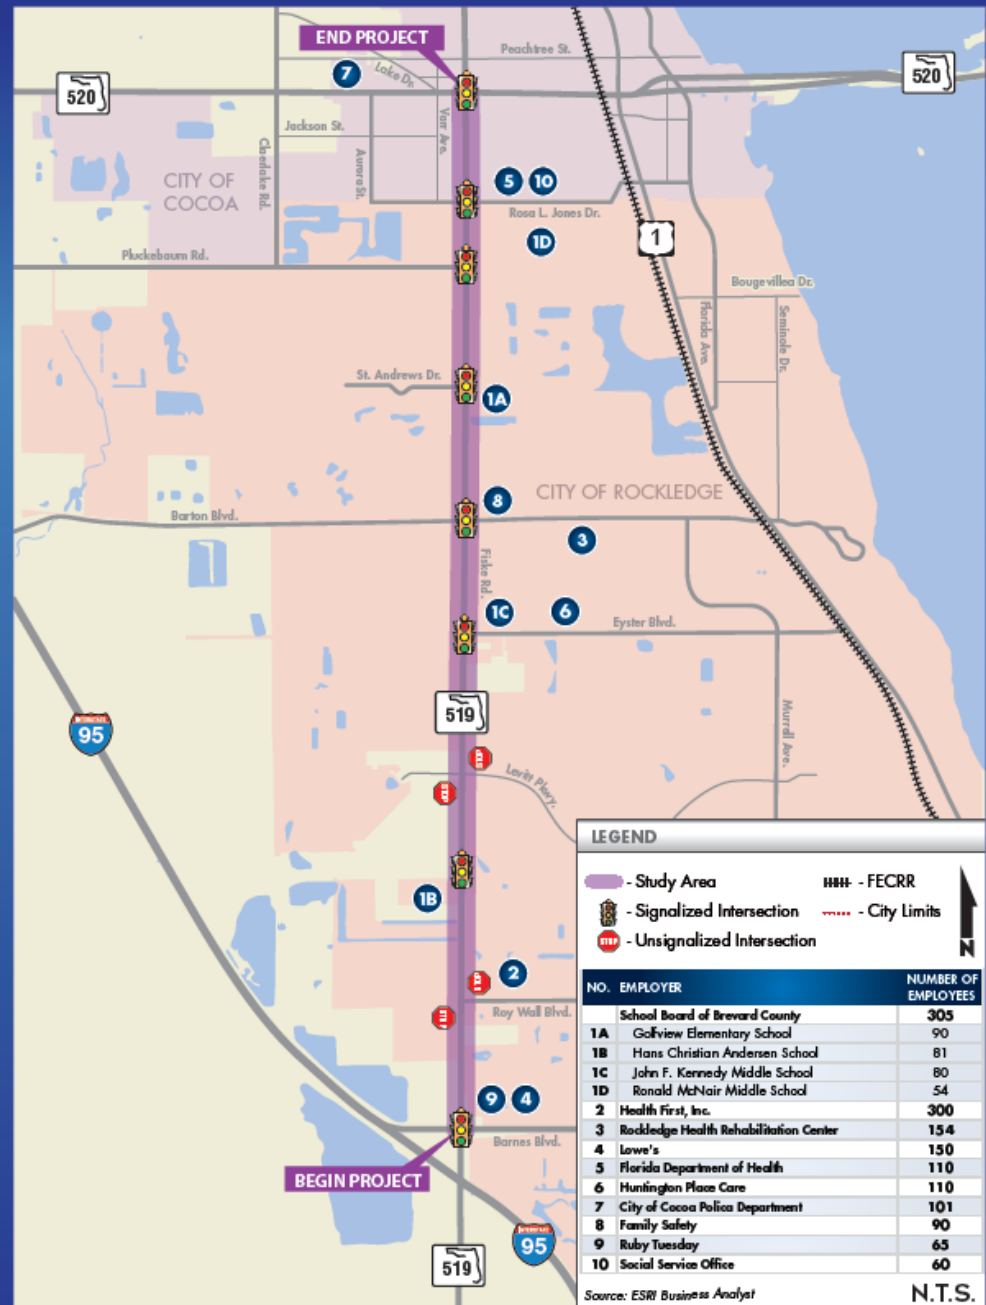 END PROJECT
Peachtree St.
520
7
Lake Dr.
520
Jackson St.
Varr Ave.
Aurora St.
Clearlake Rd.
CITY OF
COCOA
5
10
Rosa L. Jones Dr.
1D
1
Pluckebaum Rd.
Bougevillea Dr.
Florida Ave.
Seminole Dr.
St. Andrews Dr.
1A
8
CITY OF ROCKLEDGE
Barton Blvd.
3
Fiske Rd.
1C
6
Eyster Blvd.
519
95
Murrell Ave.
STOP
Levitt Pkwy.
STOP
1B
2
STOP
Roy Wall Blvd.
9
4
Barnes Blvd.
BEGIN PROJECT
INTERSTATE
95
519
LEGEND
- Study Area
- FECRR
- Signalized Intersection
- City Limits
STOP
- Unsignalized Intersection
N
NO. EMPLOYER NUMBER OF
EMPLOYEES
School Board of Brevard County 305
1A Golfview Elementary School 90
1B Hans Christian Andersen School 81
1C John F. Kennedy Middle School 80
1D Ronald McNair Middle School 54
2 Health First, Inc. 300
3 Rockledge Health Rehabilitation Center 154
4 Lowe's 150
5 Florida Department of Health 110
6 Huntington Place Care 110
7 City of Cocoa Police Department 101
8 Family Safety 90
9 Ruby Tuesday 65
10 Social Service Office 60
Source: ESRI Business Analyst
N.T.S.